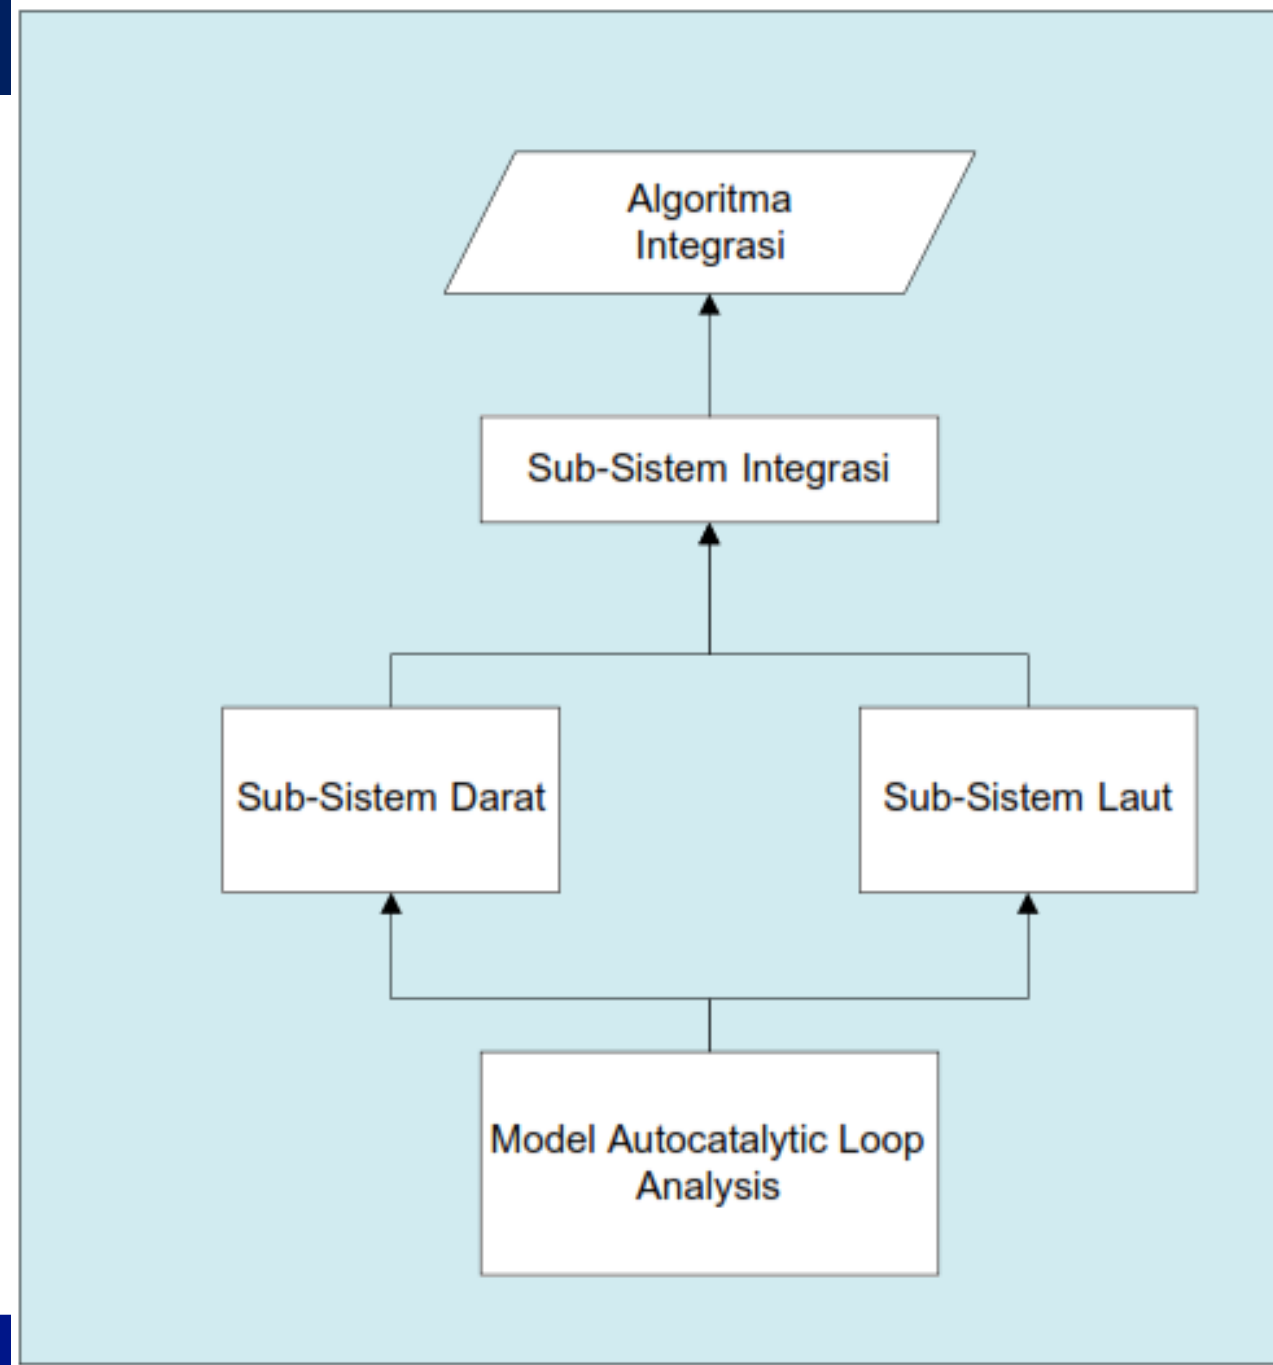 Algoritma
Integrasi
Sub-Sistem Integrasi
Sub-Sistem Darat
Sub-Sistem Laut
Model Autocatalytic Loop
Analysis